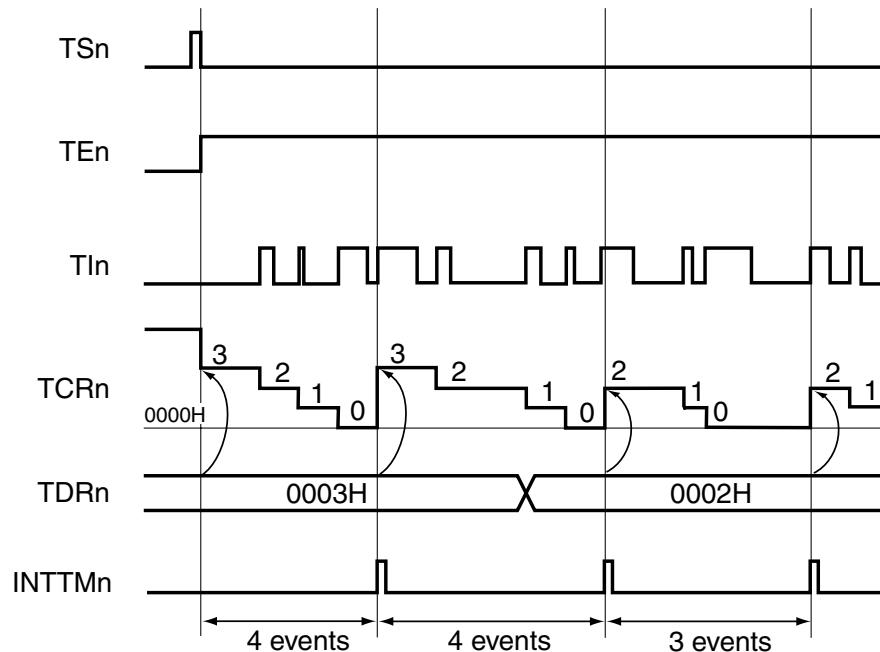 TSn
TEn
TIn
TCRn
3
2
1
0
3
2
1
0
2
1
0
2
1
0000H
TDRn
0003H
0002H
INTTMn
4 events
4 events
3 events